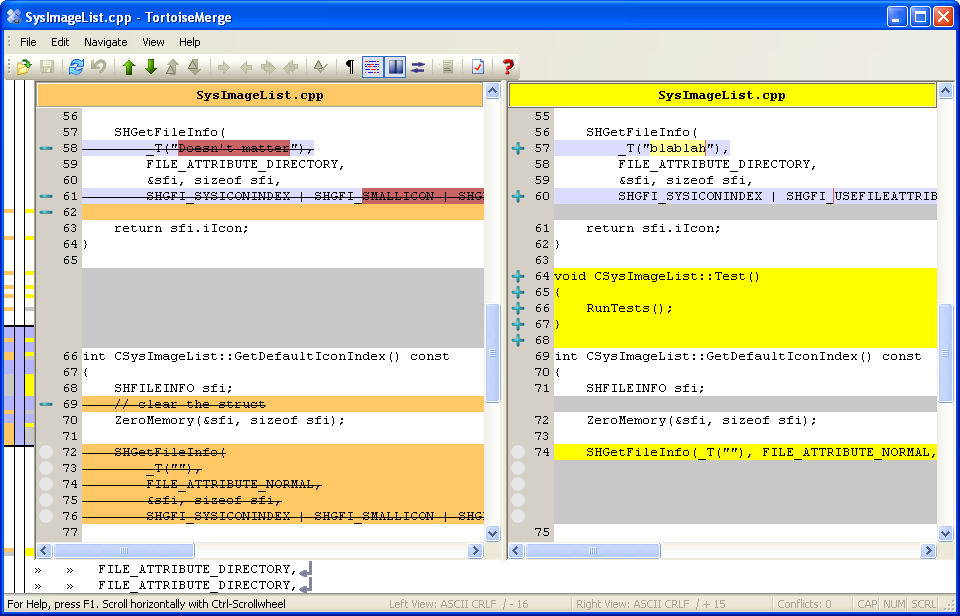 SysImageList.cpp - TortoiseMerge
File Edit Navigate View Help
SysImageList.cpp
56
57 SHGetFileInfo(
58 _T("Doesn't matter"),
59 FILE_ATTRIBUTE_DIRECTORY,
60 &sfi, sizeof sfi,
61 SHGFI_SYSICONINDEX | SHGFI_SMALLICON | SHG
62
63 return sfi.iIcon;
64 }
65
66 int CSysImageList::GetDefaultIconIndex() const
67 {
68 SHFILEINFO sfi;
69 // clear the struct
70 ZeroMemory(&sfi, sizeof sfi);
71
72 SHGetFileInfo(
73 _T(""),
74 FILE_ATTRIBUTE_NORMAL,
75 &sfi, sizeof sfi,
76 SHGFI_SYSICONINDEX | SHGFI_SMALLICON | SHG
77
SysImageList.cpp
55
56 SHGetFileInfo(
57 _T("blablah"),
58 FILE_ATTRIBUTE_DIRECTORY,
59 &sfi, sizeof sfi,
60 SHGFI_SYSICONINDEX | SHGFI_USEFILEATTRIB
61 return sfi.iIcon;
62 }
63
64 void CSysImageList::Test()
65 {
66 RunTests();
67 }
68
69 int CSysImageList::GetDefaultIconIndex() const
70 {
71 SHFILEINFO sfi;
72 ZeroMemory(&sfi, sizeof sfi);
73
74 SHGetFileInfo(_T(""), FILE_ATTRIBUTE_NORMAL,
75
» » FILE_ATTRIBUTE_DIRECTORY,
» » FILE_ATTRIBUTE_DIRECTORY,
For Help, press F1. Scroll horizontally with Ctrl-Scrollwheel Left View: ASCII CRLF / - 16 Right View: ASCII CRLF / + 15 Conflicts: 0 CAP NUM SCRL